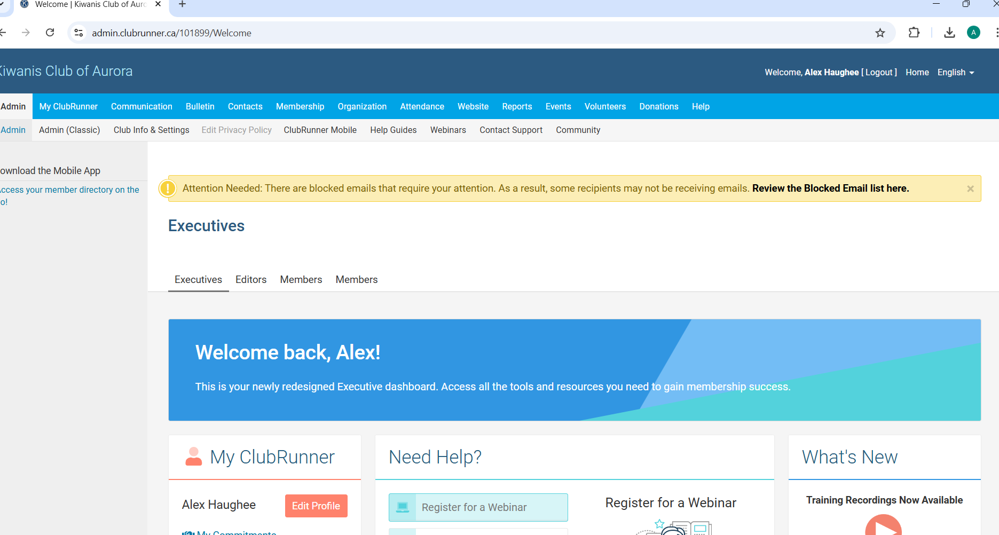 Welcome | Kiwanis Club of Auro
admin.clubrunner.ca/101899/Welcome
A
Kiwanis Club of Aurora
Welcome, Alex Haughee [ Logout ] Home English
Admin My ClubRunner Communication Bulletin Contacts Membership Organization Attendance Website Reports Events Volunteers Donations Help
Admin Admin (Classic) Club Info & Settings Edit Privacy Policy ClubRunner Mobile Help Guides Webinars Contact Support Community
ownload the Mobile App
Access your member directory on the
o!
Attention Needed: There are blocked emails that require your attention. As a result, some recipients may not be receiving emails. Review the Blocked Email list here.
Executives
Executives Editors Members Members
Welcome back, Alex!
This is your newly redesigned Executive dashboard. Access all the tools and resources you need to gain membership success.
My ClubRunner
Need Help?
What's New
Alex Haughee
Edit Profile
Register for a Webinar
Register for a Webinar
Training Recordings Now Available
My Commitments